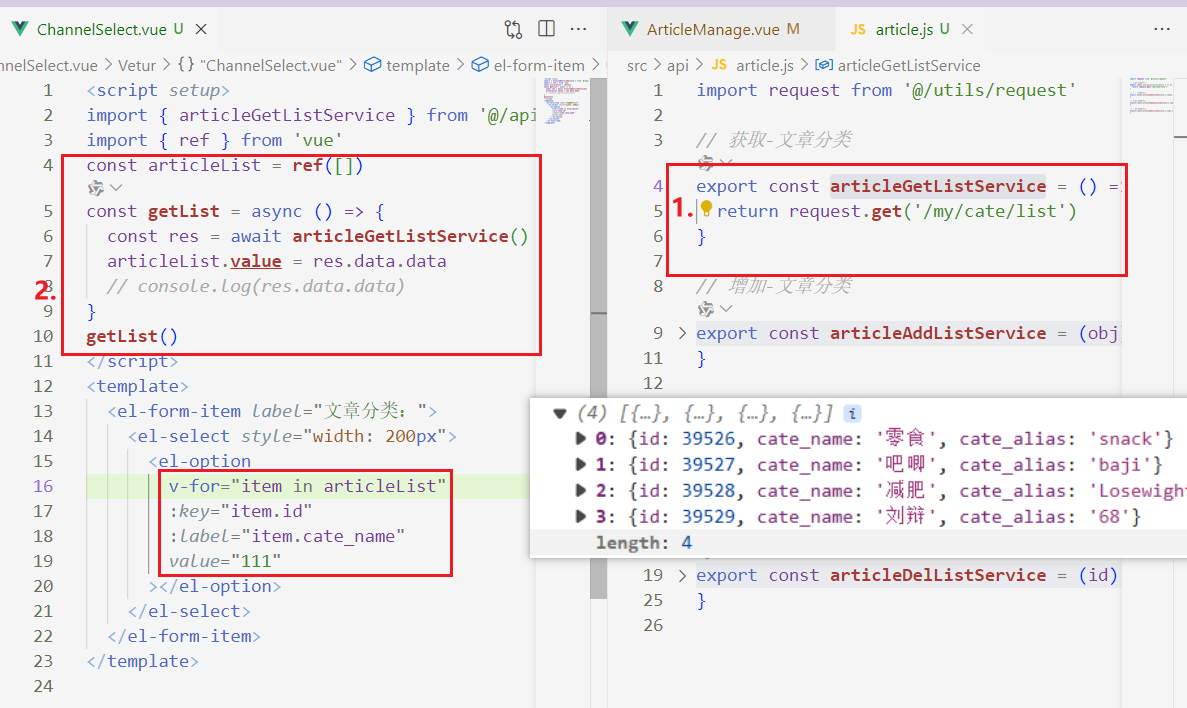 ChannelSelect.vue U
nnelSelect.vue > Vetur > {} "ChannelSelect.vue" > template > el-form-item >
1 <script setup>
2 import { articleGetListService } from '@/api
3 import { ref } from 'vue'
4 const articleList = ref([])
5 const getList = async () => {
6 const res = await articleGetListService()
7 articleList.value = res.data.data
8 // console.log(res.data.data)
2.
9 }
10 getList()
11 </script>
12 <template>
13 <el-form-item label="文章分类：">
14 <el-select style="width: 200px">
15 <el-option
16 v-for="item in articleList"
17 :key="item.id"
18 :label="item.cate_name"
19 value="111"
20 ></el-option>
21 </el-select>
22 </el-form-item>
23 </template>
24
ArticleManage.vue M
JS article.js U
src > api > JS article.js > articleGetListService
1 import request from '@/utils/request'
2
3 // 获取-文章分类
4 export const articleGetListService = () =
1.
5 return request.get('/my/cate/list')
6 }
7
8 // 增加-文章分类
9 export const articleAddListService = (obj
11 }
12
(4) [{…}, {…}, {…}, {…}] i
0: {id: 39526, cate_name: '零食', cate_alias: 'snack'}
1: {id: 39527, cate_name: '吧唧', cate_alias: 'baji'}
2: {id: 39528, cate_name: '减肥', cate_alias: 'Losewight
3: {id: 39529, cate_name: '刘辩', cate_alias: '68'}
length: 4
19 export const articleDelListService = (id)
25 }
26